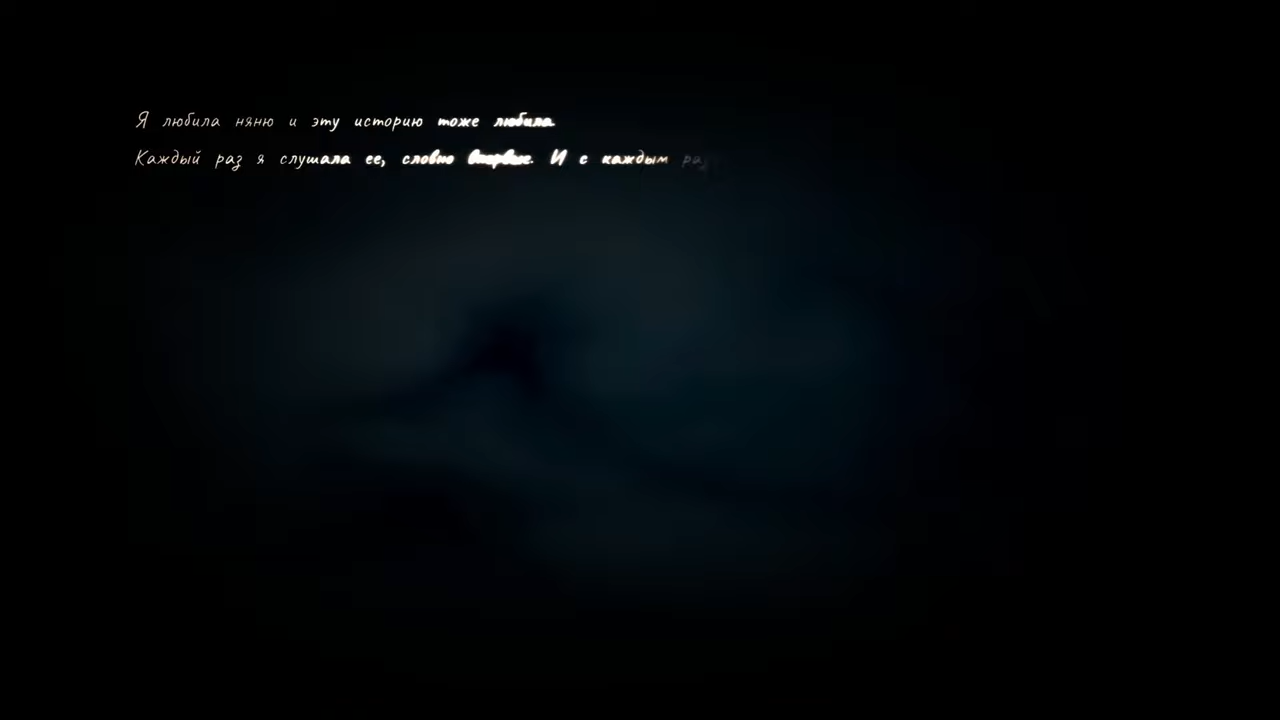 Я любила няню и эту историю тоже любила.
Каждый раз я слушала ее, словно впервые. И с каждым